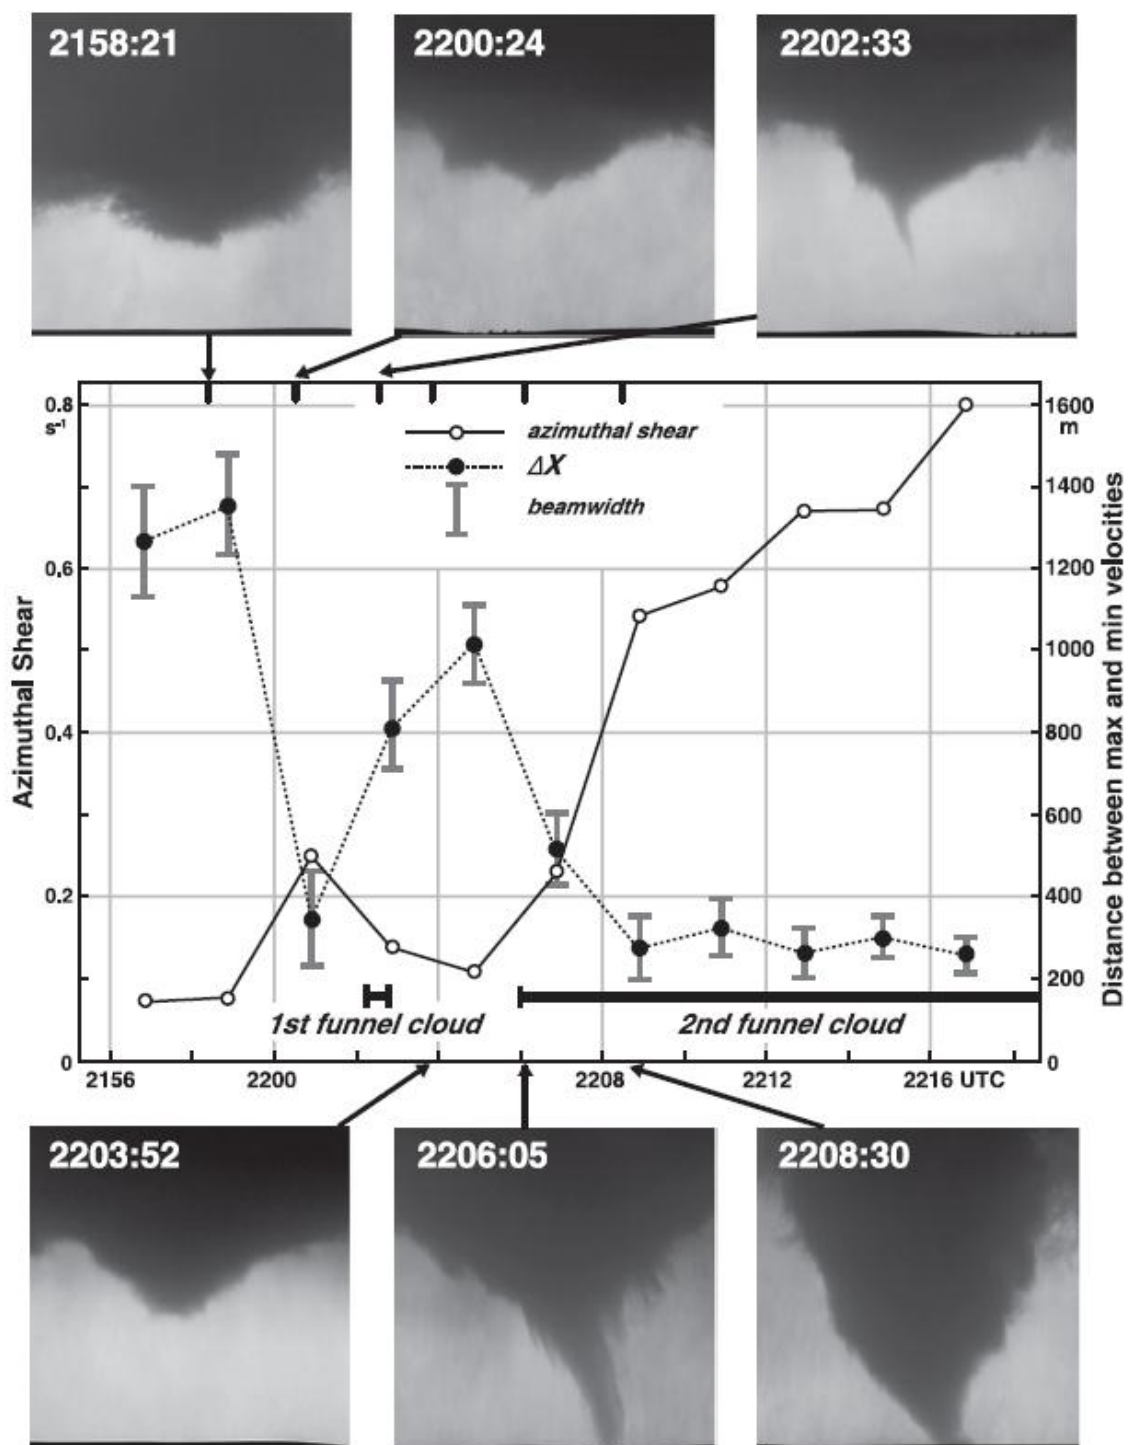 2158:21
2200:24
2202:33
0.8
s-1
1600
m
azimuthal shear
ΔX
1400
beamwidth
0.6
1200
1000
Azimuthal Shear
Distance between max and min velocities
0.4
800
600
0.2
400
200
1st funnel cloud
2nd funnel cloud
0
0
2156
2200
2208
2212
2216 UTC
2203:52
2206:05
2208:30